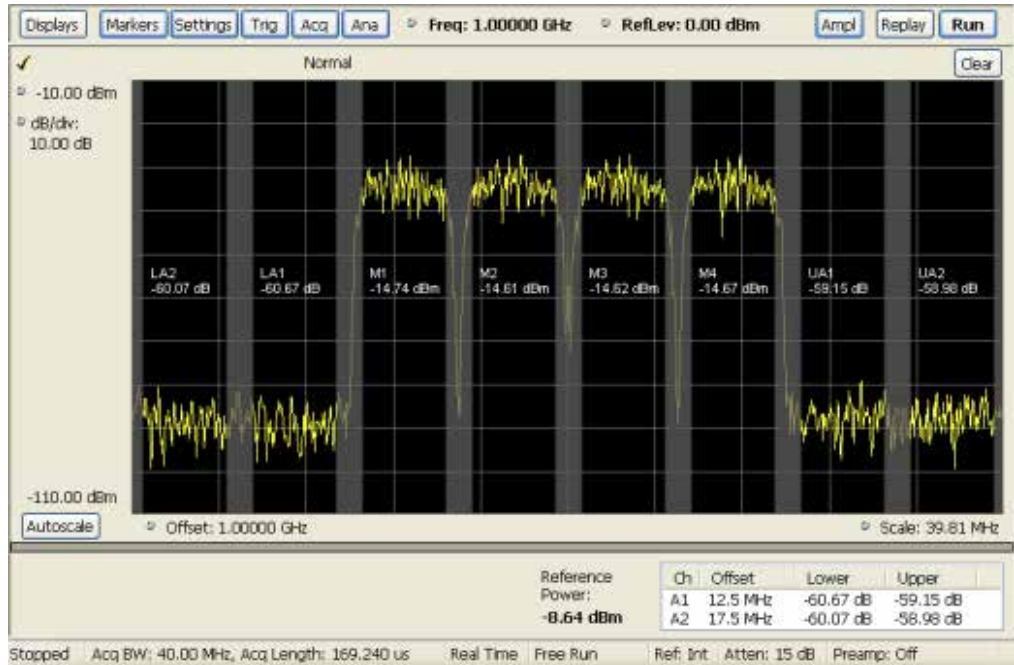 Displays Markers Settings Trig Acq Ana Freq: 1.00000 GHz RefLev: 0.00 dBm Ampl Replay Run
Normal Clear
-10.00 dBm
dB/div:
10.00 dB
LA2 LA1 M1 M2 M3 M4 UA1 UA2
-60.07 dB -60.67 dB -14.74 dBm -14.61 dBm -14.62 dBm -14.67 dBm -59.15 dB -58.98 dB
-110.00 dBm
Autoscale Offset: 1.00000 GHz Scale: 39.81 MHz
Reference
Power:
-8.64 dBm
Ch Offset Lower Upper
A1 12.5 MHz -60.67 dB -59.15 dB
A2 17.5 MHz -60.07 dB -58.98 dB
Stopped Acq BW: 40.00 MHz, Acq Length: 169.240 us Real Time Free Run Ref: Int Atten: 15 dB Preamp: Off